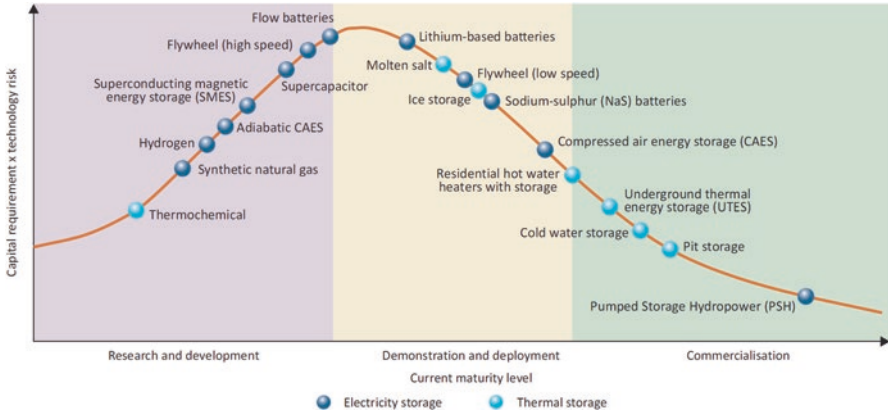 Capital requirement x technology risk
Flow batteries
Flywheel (high speed)
Supercapacitor
Superconducting magnetic
energy storage (SMES)
Adiabatic CAES
Hydrogen
Synthetic natural gas
Thermochemical
Lithium-based batteries
Molten salt
Flywheel (low speed)
Ice storage
Sodium-sulphur (NaS) batteries
Compressed air energy storage (CAES)
Residential hot water
heaters with storage
Underground thermal
energy storage (UTES)
Cold water storage
Pit storage
Pumped Storage Hydropower (PSH)
Research and development
Demonstration and deployment
Commercialisation
Current maturity level
Electricity storage
Thermal storage